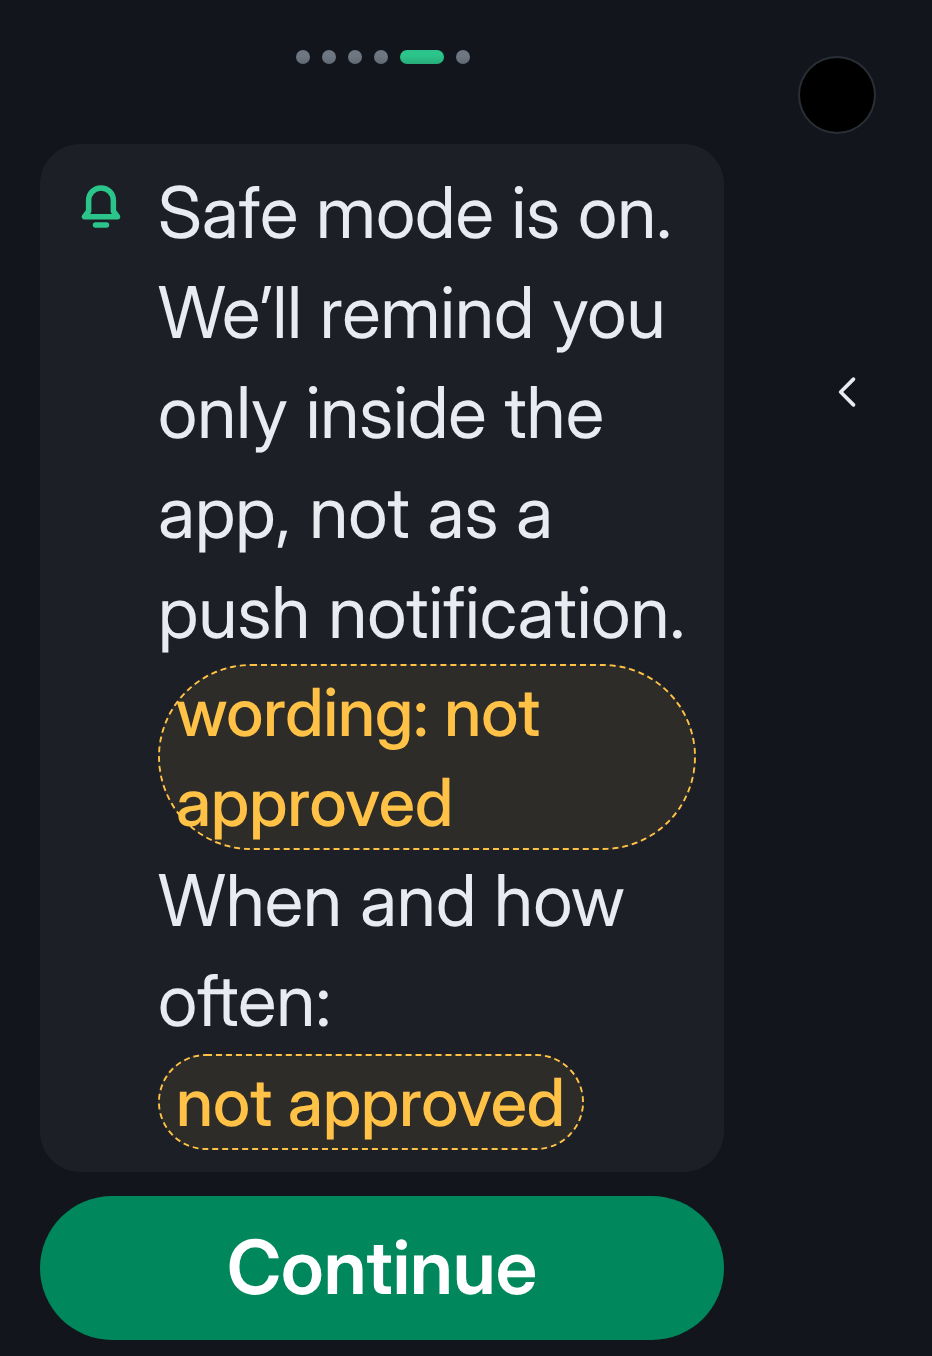 Safe mode is on.
We’ll remind you
only inside the
app, not as a
push notification.
wording: not
approved
When and how
often:
not approved
Continue